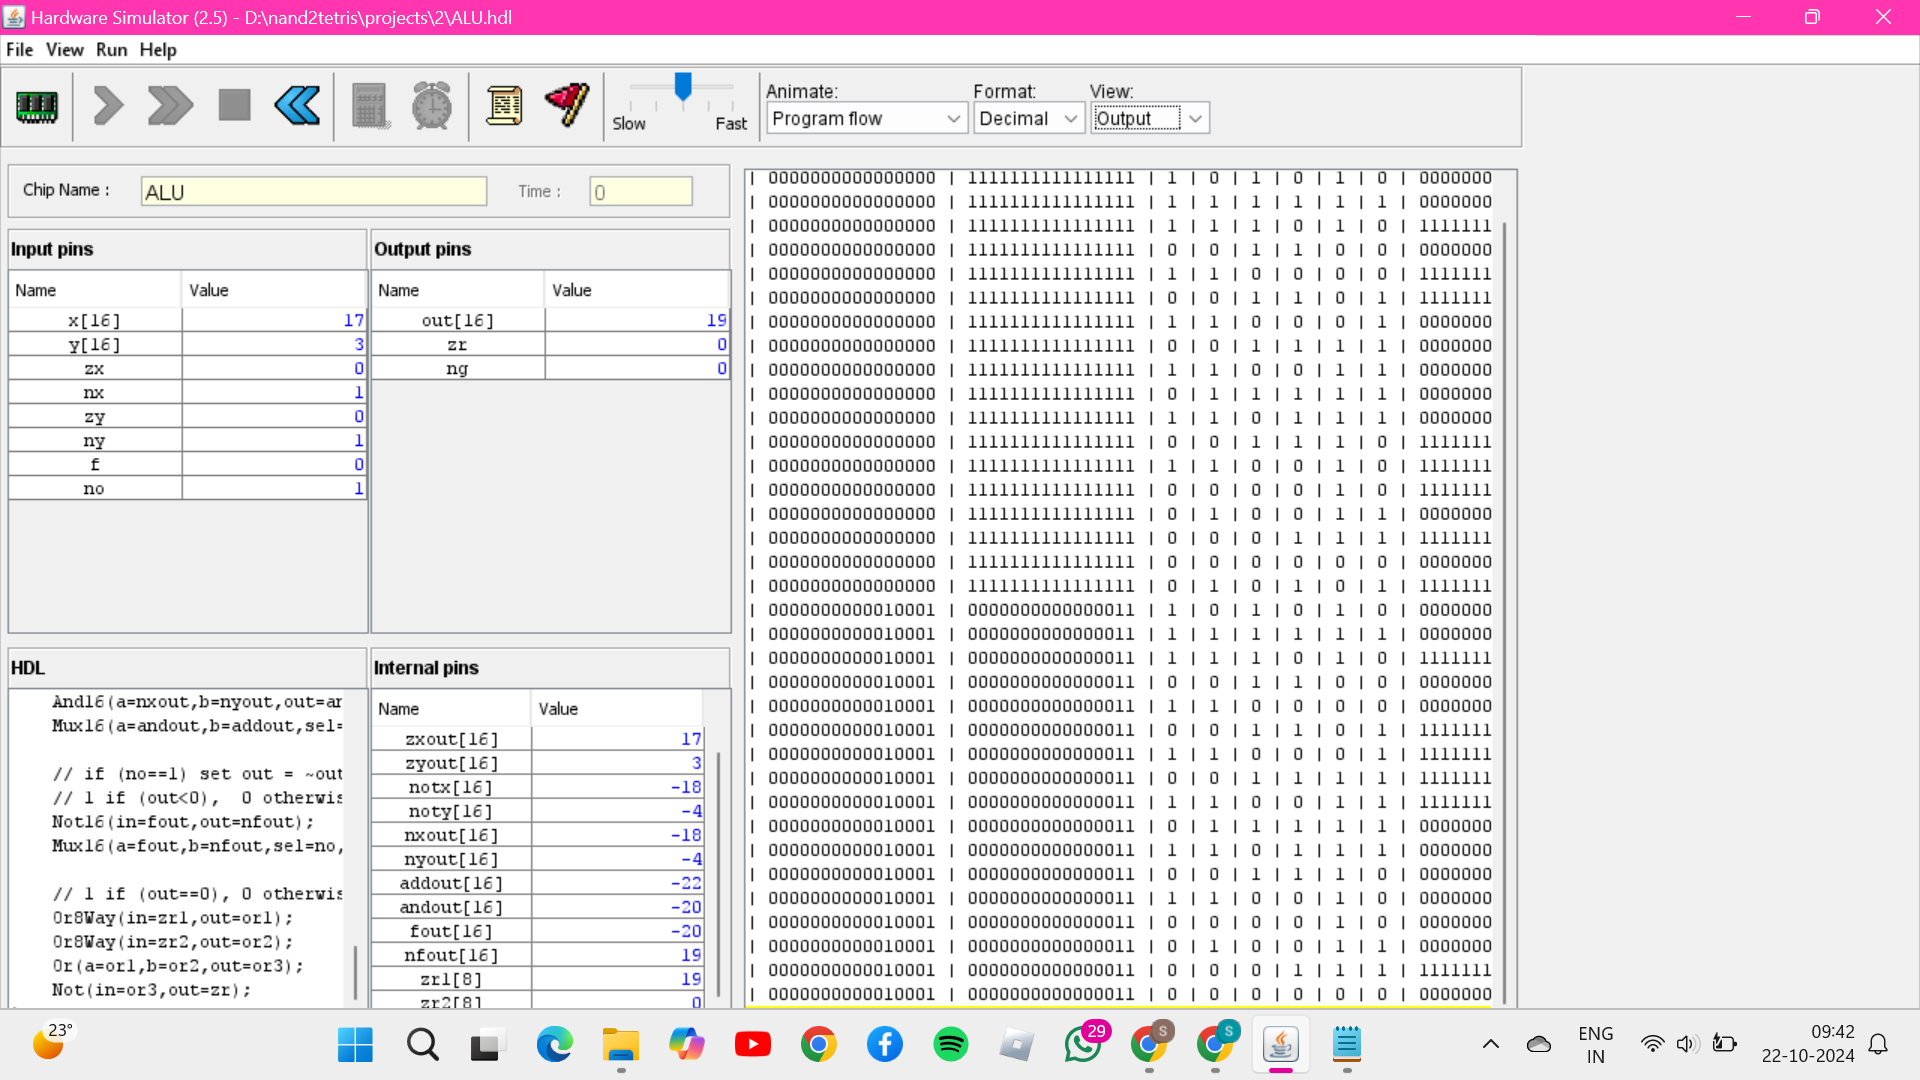 Hardware Simulator (2.5) - D:\nand2tetris\projects\2\ALU.hdl
File View Run Help
Animate: Format: View:
Slow Fast Program flow Decimal Output
Chip Name : ALU Time : 0
Input pins
Name Value
x[16] 17
y[16] 3
zx 0
nx 1
zy 0
ny 1
f 0
no 1
Output pins
Name Value
out[16] 19
zr 0
ng 0
HDL
And16(a=nxout,b=nyout,out=ar
Mux16(a=andout,b=addout,sel=
// if (no==1) set out = ~out
// 1 if (out<0), 0 otherwis
Not16(in=fout,out=nfout);
Mux16(a=fout,b=nfout,sel=no,
// 1 if (out==0), 0 otherwis
Or8Way(in=zr1,out=or1);
Or8Way(in=zr2,out=or2);
Or(a=or1,b=or2,out=or3);
Not(in=or3,out=zr);
Internal pins
Name Value
zxout[16] 17
zyout[16] 3
notx[16] -18
noty[16] -4
nxout[16] -18
nyout[16] -4
addout[16] -22
andout[16] -20
fout[16] -20
nfout[16] 19
zr1[8] 19
zr2[8] 0
| 0000000000000000 | 1111111111111111 | 1 | 0 | 1 | 0 | 1 | 0 | 0000000
| 0000000000000000 | 1111111111111111 | 1 | 1 | 1 | 1 | 1 | 1 | 0000000
| 0000000000000000 | 1111111111111111 | 1 | 1 | 1 | 0 | 1 | 0 | 1111111
| 0000000000000000 | 1111111111111111 | 0 | 0 | 1 | 1 | 0 | 0 | 0000000
| 0000000000000000 | 1111111111111111 | 1 | 1 | 0 | 0 | 0 | 0 | 1111111
| 0000000000000000 | 1111111111111111 | 0 | 0 | 1 | 1 | 0 | 1 | 1111111
| 0000000000000000 | 1111111111111111 | 1 | 1 | 0 | 0 | 0 | 1 | 0000000
| 0000000000000000 | 1111111111111111 | 0 | 0 | 1 | 1 | 1 | 1 | 0000000
| 0000000000000000 | 1111111111111111 | 1 | 1 | 0 | 0 | 1 | 1 | 0000000
| 0000000000000000 | 1111111111111111 | 0 | 1 | 1 | 1 | 1 | 1 | 0000000
| 0000000000000000 | 1111111111111111 | 1 | 1 | 0 | 1 | 1 | 1 | 0000000
| 0000000000000000 | 1111111111111111 | 0 | 0 | 1 | 1 | 1 | 0 | 1111111
| 0000000000000000 | 1111111111111111 | 1 | 1 | 0 | 0 | 1 | 0 | 1111111
| 0000000000000000 | 1111111111111111 | 0 | 0 | 0 | 0 | 1 | 0 | 1111111
| 0000000000000000 | 1111111111111111 | 0 | 1 | 0 | 0 | 1 | 1 | 0000000
| 0000000000000000 | 1111111111111111 | 0 | 0 | 0 | 1 | 1 | 1 | 1111111
| 0000000000000000 | 1111111111111111 | 0 | 0 | 0 | 0 | 0 | 0 | 0000000
| 0000000000000000 | 1111111111111111 | 0 | 1 | 0 | 1 | 0 | 1 | 1111111
| 0000000000010001 | 0000000000000011 | 1 | 0 | 1 | 0 | 1 | 0 | 0000000
| 0000000000010001 | 0000000000000011 | 1 | 1 | 1 | 1 | 1 | 1 | 0000000
| 0000000000010001 | 0000000000000011 | 1 | 1 | 1 | 0 | 1 | 0 | 1111111
| 0000000000010001 | 0000000000000011 | 0 | 0 | 1 | 1 | 0 | 0 | 0000000
| 0000000000010001 | 0000000000000011 | 1 | 1 | 0 | 0 | 0 | 0 | 0000000
| 0000000000010001 | 0000000000000011 | 0 | 0 | 1 | 1 | 0 | 1 | 1111111
| 0000000000010001 | 0000000000000011 | 1 | 1 | 0 | 0 | 0 | 1 | 1111111
| 0000000000010001 | 0000000000000011 | 0 | 0 | 1 | 1 | 1 | 1 | 1111111
| 0000000000010001 | 0000000000000011 | 1 | 1 | 0 | 0 | 1 | 1 | 1111111
| 0000000000010001 | 0000000000000011 | 0 | 1 | 1 | 1 | 1 | 1 | 0000000
| 0000000000010001 | 0000000000000011 | 1 | 1 | 0 | 1 | 1 | 1 | 0000000
| 0000000000010001 | 0000000000000011 | 0 | 0 | 1 | 1 | 1 | 0 | 0000000
| 0000000000010001 | 0000000000000011 | 1 | 1 | 0 | 0 | 1 | 0 | 0000000
| 0000000000010001 | 0000000000000011 | 0 | 0 | 0 | 0 | 1 | 0 | 0000000
| 0000000000010001 | 0000000000000011 | 0 | 1 | 0 | 0 | 1 | 1 | 0000000
| 0000000000010001 | 0000000000000011 | 0 | 0 | 0 | 1 | 1 | 1 | 1111111
| 0000000000010001 | 0000000000000011 | 0 | 0 | 0 | 0 | 0 | 0 | 0000000
23°
29
S
S
ENG
IN
09:42
22-10-2024